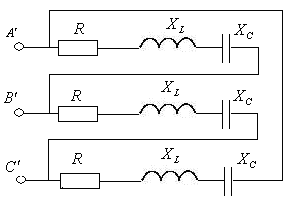 A' R X_L X_C
B' R X_L X_C
C' R X_L X_C